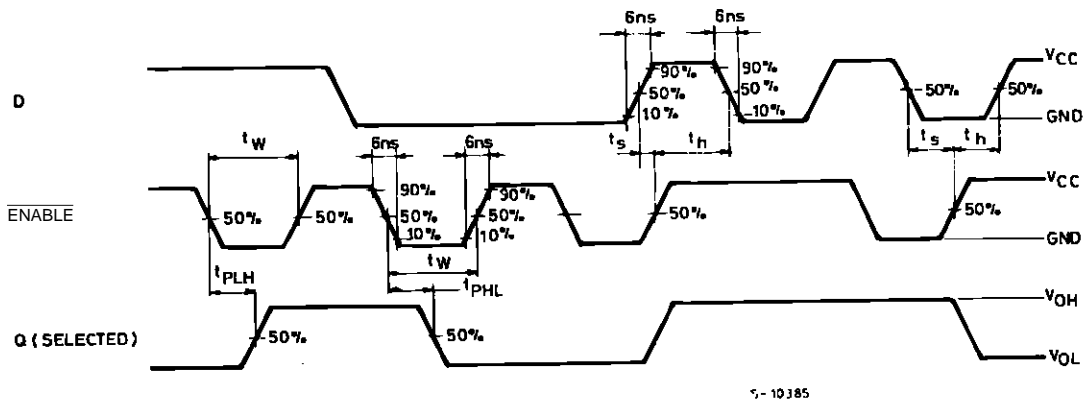 6ns 6ns
VCC
90% 90%
D 50% 50% 50% 50%
10% 10%
GND
tW 6ns 6ns ts th ts th
VCC
90% 90%
ENABLE 50% 50% 50% 50% 50% 50%
10% 10%
GND
tPLH tW tPHL
VOH
Q (SELECTED) 50% 50%
VOL
S-10385